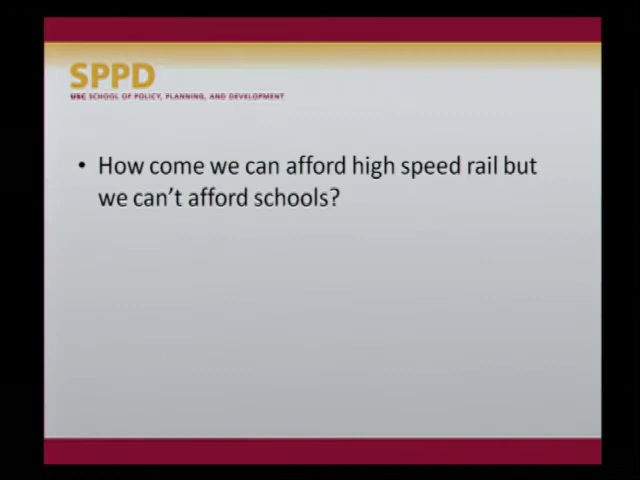 SPPD
USC SCHOOL OF POLICY, PLANNING, AND DEVELOPMENT
• How come we can afford high speed rail but
we can't afford schools?